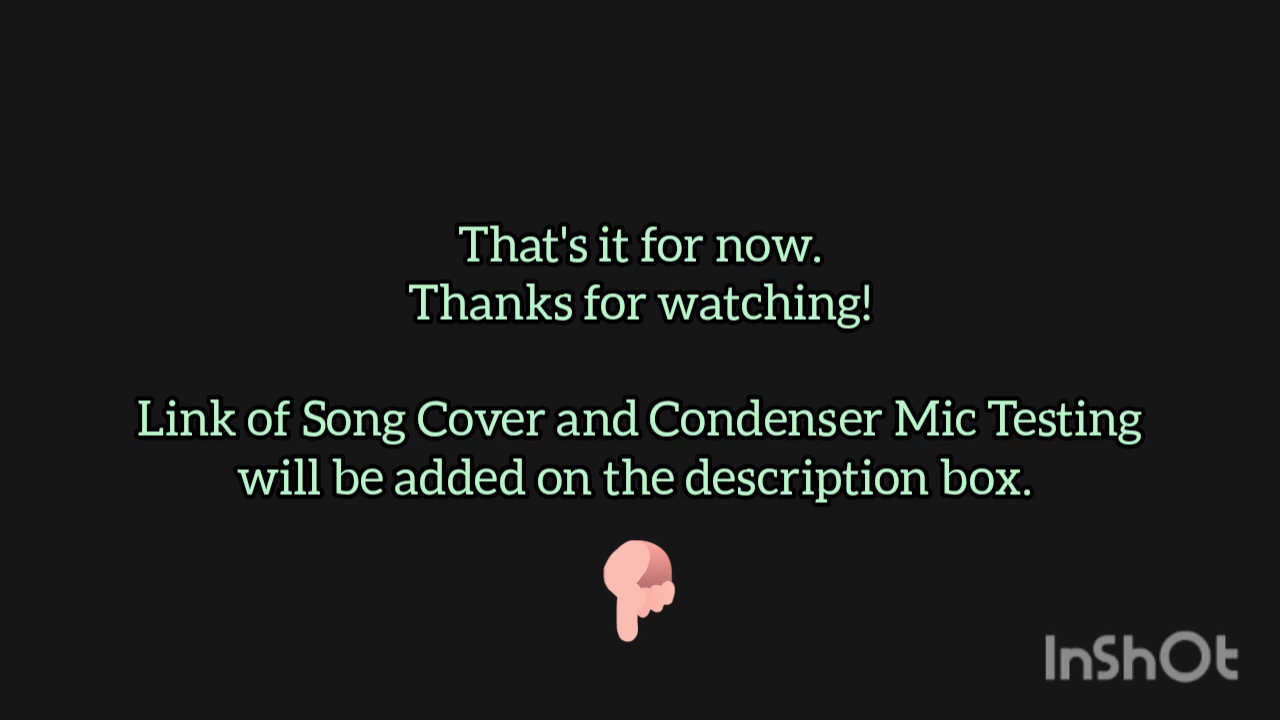 That's it for now.
Thanks for watching!
Link of Song Cover and Condenser Mic Testing
will be added on the description box.
InShOt